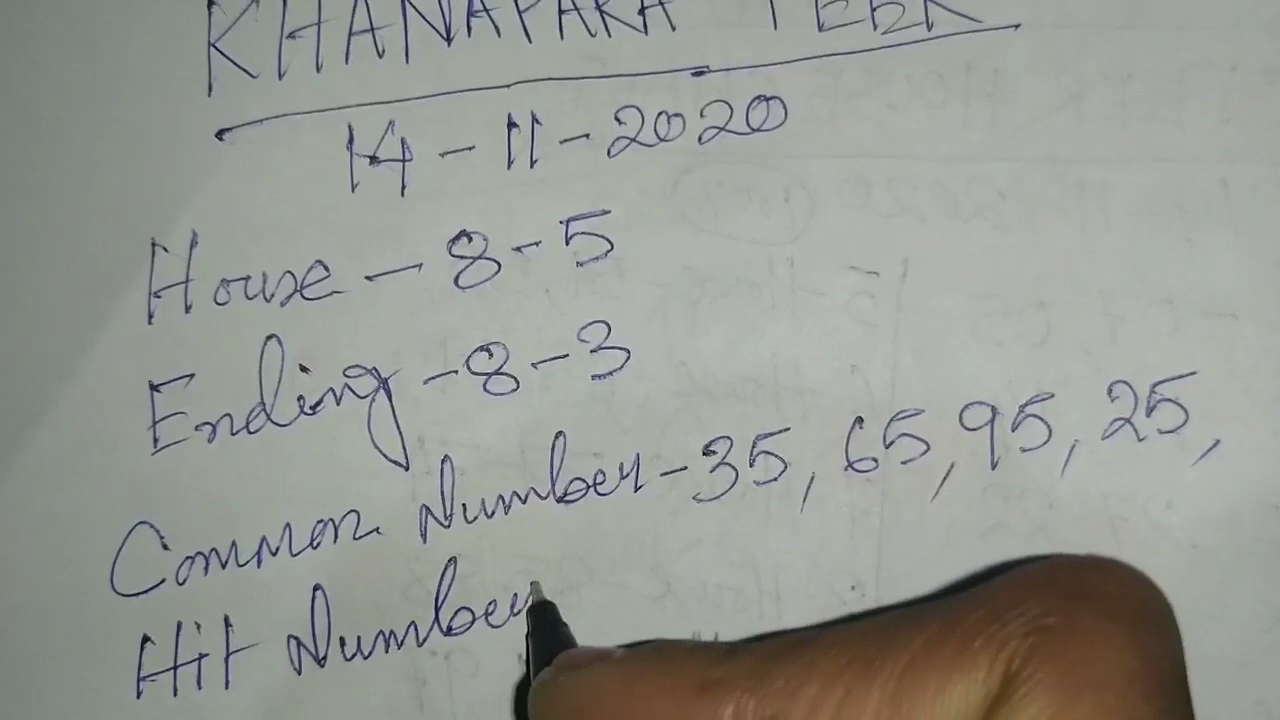 KHANAPARA TEER
14-11-2020
House - 8-5
Ending - 8-3
Common Number - 35, 65, 95, 25,
Hit Number